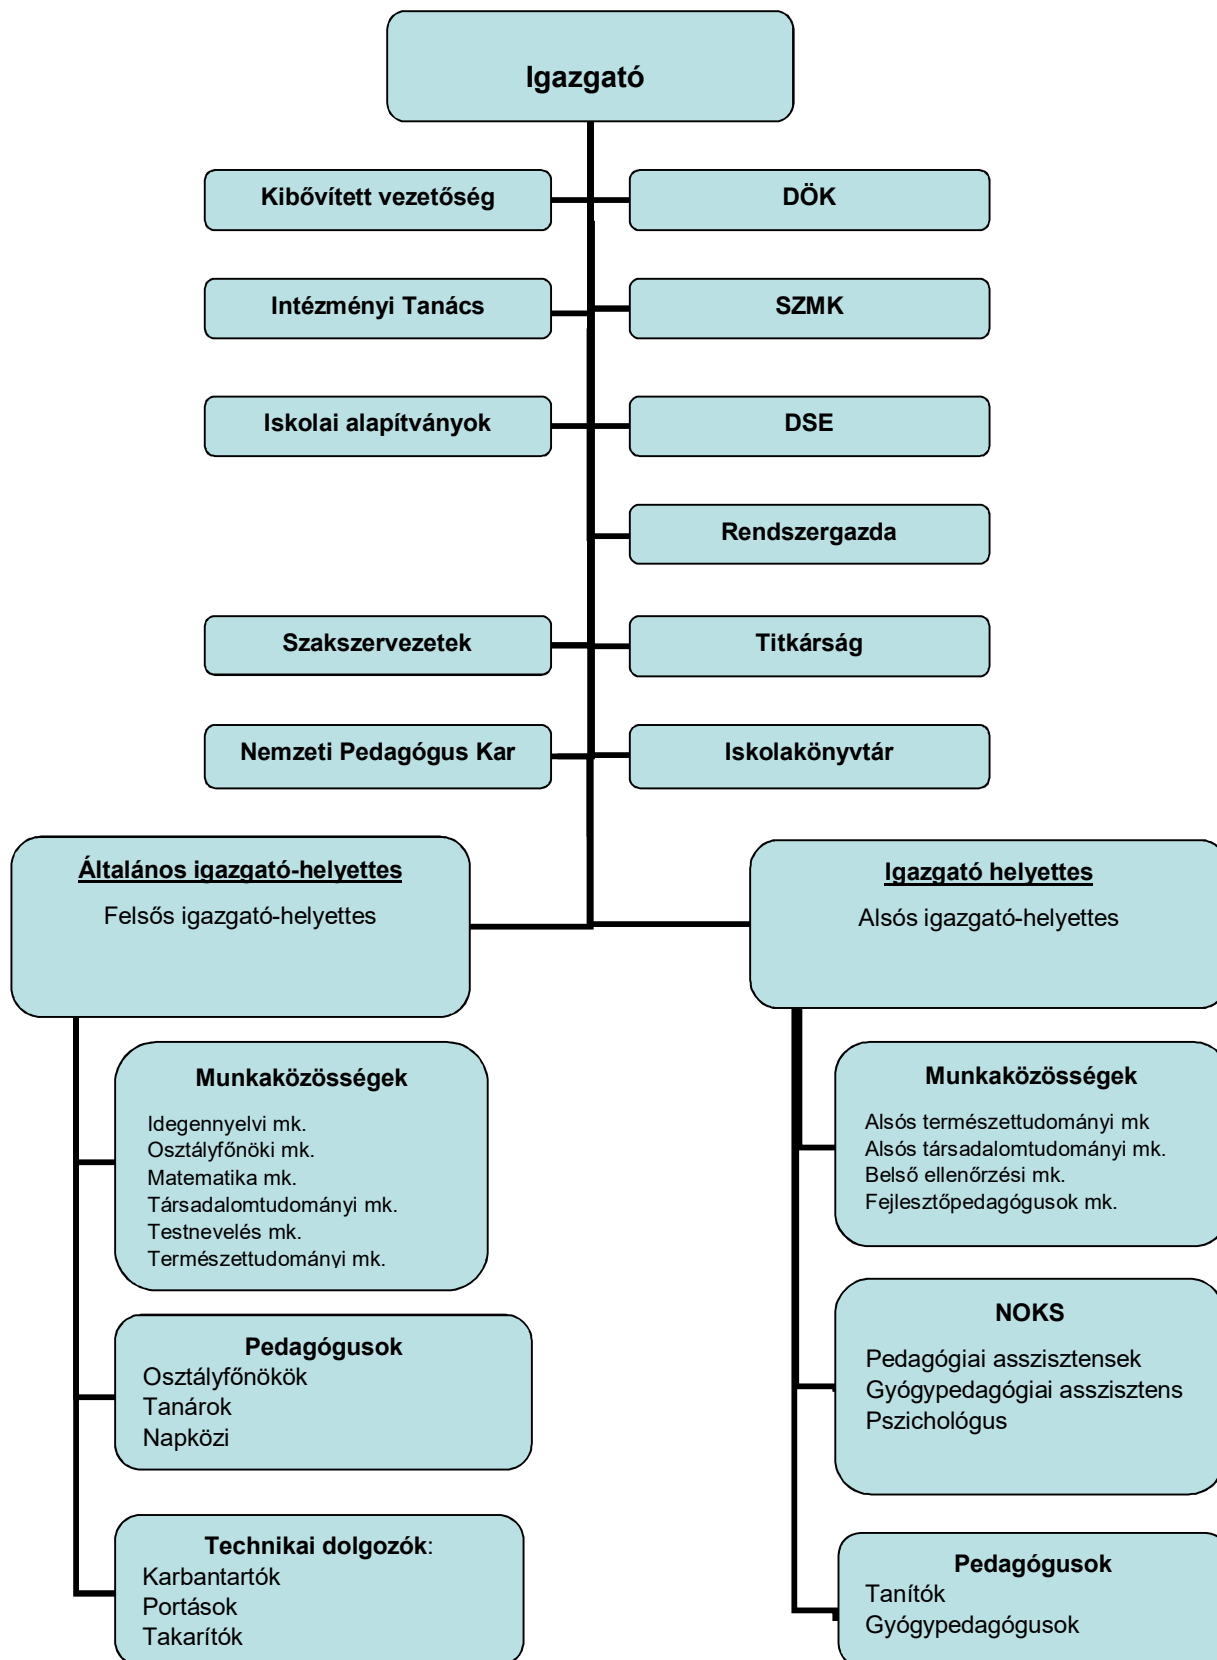 Igazgató
Kibővített vezetőség
DÖK
Intézményi Tanács
SZMK
Iskolai alapítványok
DSE
Rendszergazda
Szakszervezetek
Titkárság
Nemzeti Pedagógus Kar
Iskolakönyvtár
Általános igazgató-helyettes
Felsős igazgató-helyettes
Igazgató helyettes
Alsós igazgató-helyettes
Munkaközösségek
Idegennyelvi mk.
Osztályfőnöki mk.
Matematika mk.
Társadalomtudományi mk.
Testnevelés mk.
Természettudományi mk.
Pedagógusok
Osztályfőnökök
Tanárok
Napközi
Technikai dolgozók:
Karbantartók
Portások
Takarítók
Munkaközösségek
Alsós természettudományi mk
Alsós társadalomtudományi mk.
Belső ellenőrzési mk.
Fejlesztőpedagógusok mk.
NOKS
Pedagógiai asszisztensek
Gyógypedagógiai asszisztens
Pszichológus
Pedagógusok
Tanítók
Gyógypedagógusok